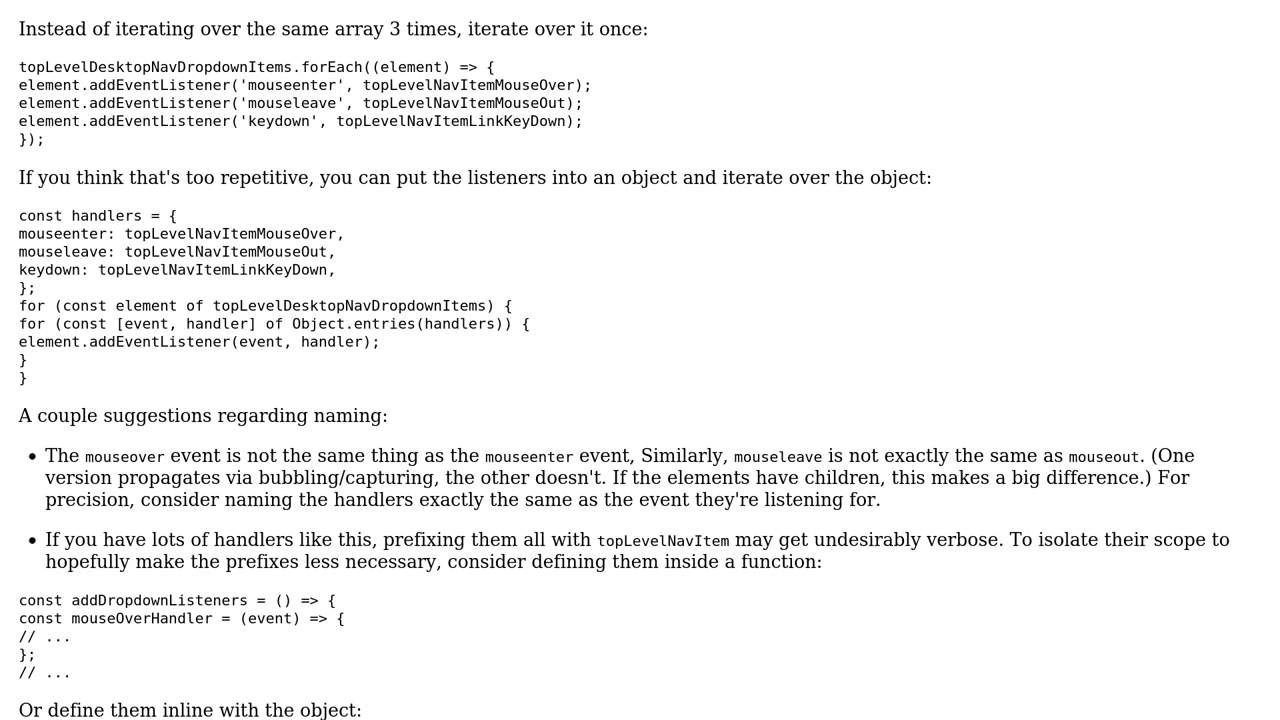 Instead of iterating over the same array 3 times, iterate over it once:
topLevelDesktopNavDropdownItems.forEach((element) => {
element.addEventListener('mouseenter', topLevelNavItemMouseOver);
element.addEventListener('mouseleave', topLevelNavItemMouseOut);
element.addEventListener('keydown', topLevelNavItemLinkKeyDown);
});
If you think that's too repetitive, you can put the listeners into an object and iterate over the object:
const handlers = {
mouseenter: topLevelNavItemMouseOver,
mouseleave: topLevelNavItemMouseOut,
keydown: topLevelNavItemLinkKeyDown,
};
for (const element of topLevelDesktopNavDropdownItems) {
for (const [event, handler] of Object.entries(handlers)) {
element.addEventListener(event, handler);
}
}
A couple suggestions regarding naming:
• The mouseover event is not the same thing as the mouseenter event, Similarly, mouseleave is not exactly the same as mouseout. (One
version propagates via bubbling/capturing, the other doesn't. If the elements have children, this makes a big difference.) For
precision, consider naming the handlers exactly the same as the event they're listening for.
• If you have lots of handlers like this, prefixing them all with topLevelNavItem may get undesirably verbose. To isolate their scope to
hopefully make the prefixes less necessary, consider defining them inside a function:
const addDropdownListeners = () => {
const mouseOverHandler = (event) => {
// ...
};
// ...
Or define them inline with the object: